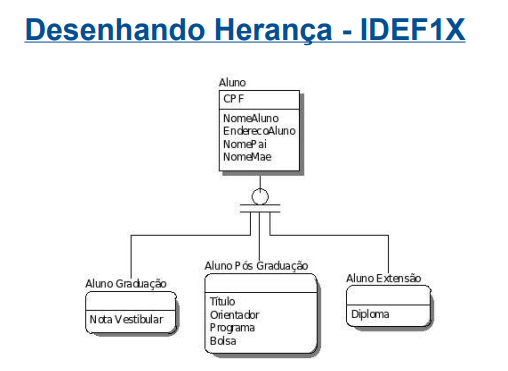 Desenhando Herança - IDEF1X
Aluno
CPF
NomeAluno
EnderecoAluno
NomePai
NomeMae
Aluno Graduação
Nota Vestibular
Aluno Pós Graduação
Título
Orientador
Programa
Bolsa
Aluno Extensão
Diploma